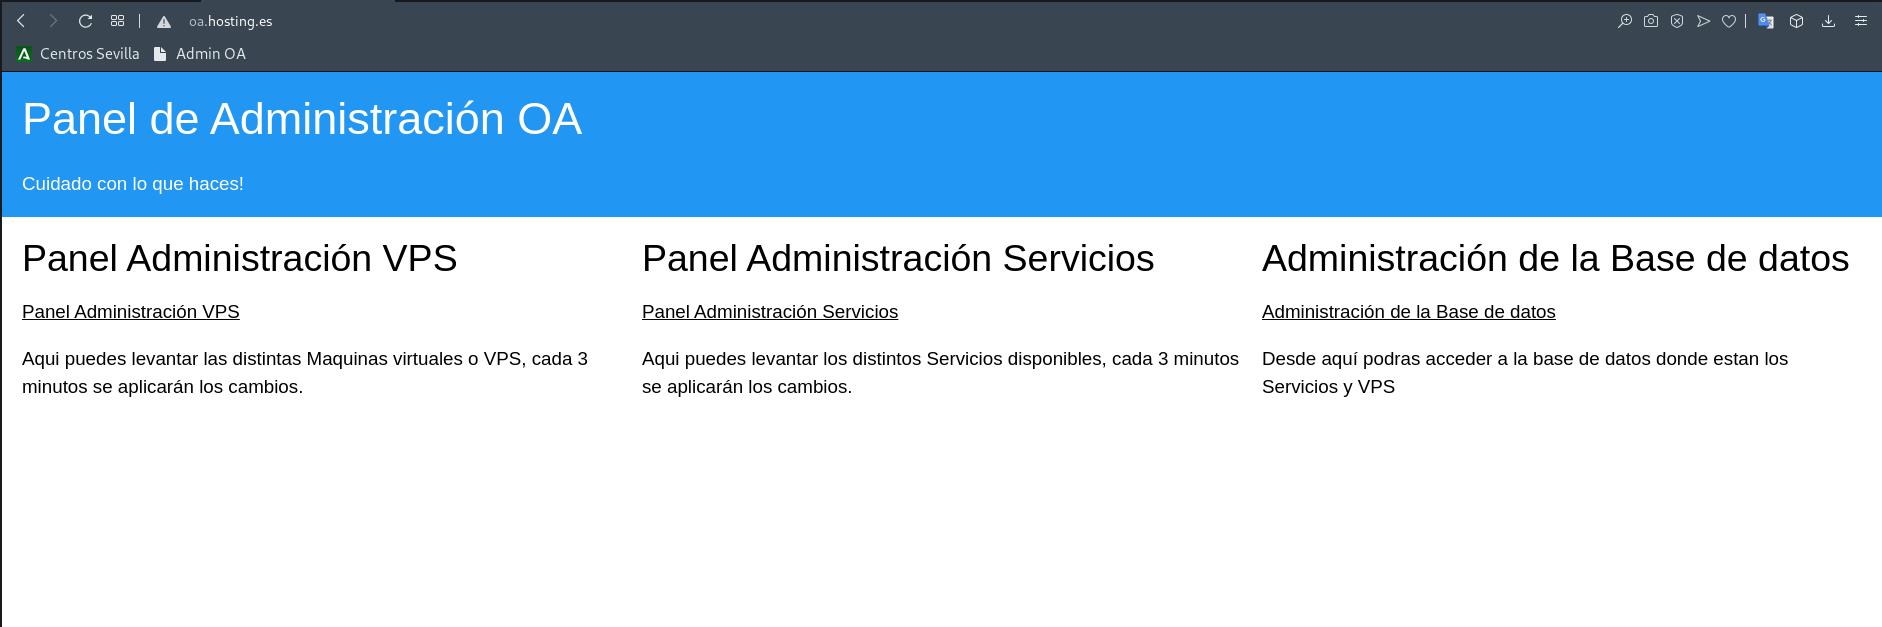 oa.hosting.es
Centros Sevilla Admin OA
Panel de Administración OA
Cuidado con lo que haces!
Panel Administración VPS
Panel Administración VPS
Aqui puedes levantar las distintas Maquinas virtuales o VPS, cada 3
minutos se aplicarán los cambios.
Panel Administración Servicios
Panel Administración Servicios
Aqui puedes levantar los distintos Servicios disponibles, cada 3 minutos
se aplicarán los cambios.
Administración de la Base de datos
Administración de la Base de datos
Desde aquí podras acceder a la base de datos donde estan los
Servicios y VPS